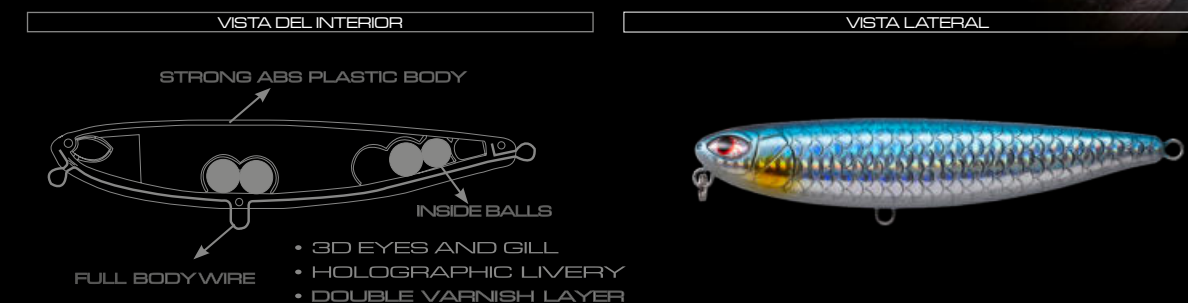 VISTA DEL INTERIOR
VISTA LATERAL
STRONG ABS PLASTIC BODY
INSIDE BALLS
FULL BODY WIRE
• 3D EYES AND GILL
• HOLOGRAPHIC LIVERY
• DOUBLE VARNISH LAYER